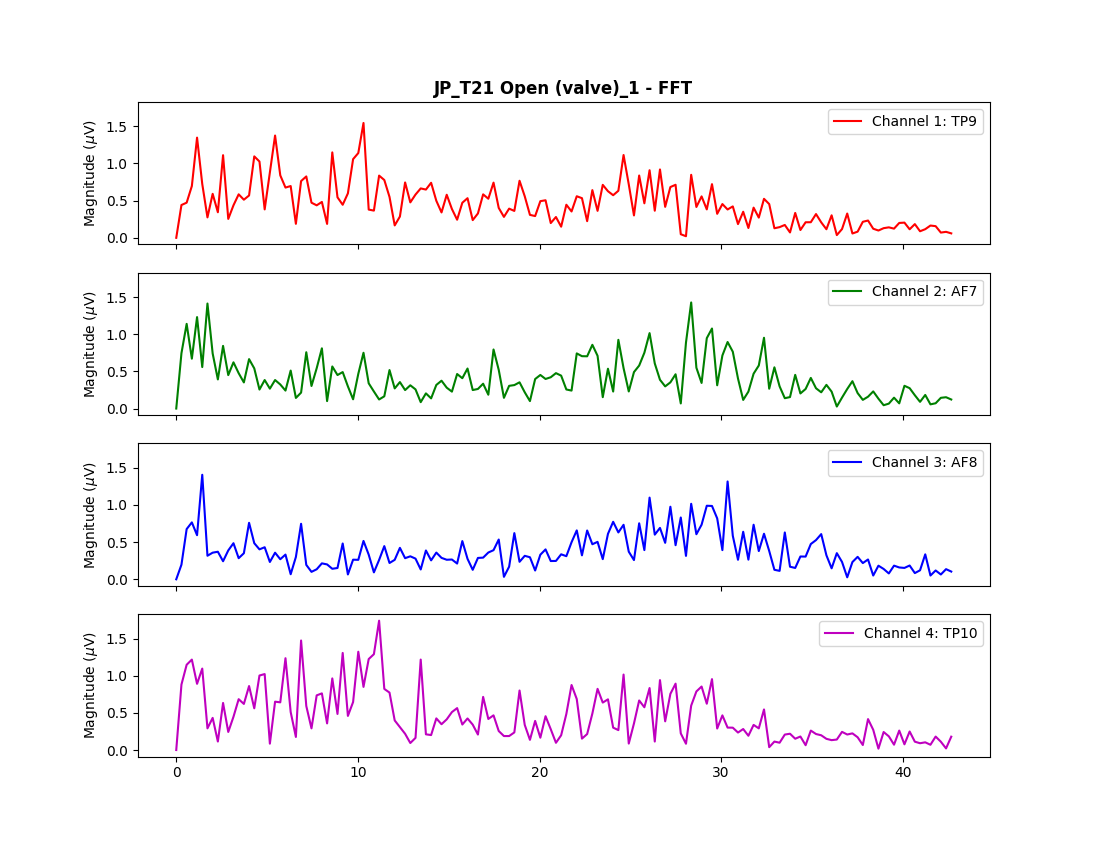 JP_T21 Open (valve)_1 - FFT
Magnitude (μV)
1.5
1.0
0.5
0.0
Channel 1: TP9
Magnitude (μV)
1.5
1.0
0.5
0.0
Channel 2: AF7
Magnitude (μV)
1.5
1.0
0.5
0.0
Channel 3: AF8
Magnitude (μV)
1.5
1.0
0.5
0.0
Channel 4: TP10
0 10 20 30 40